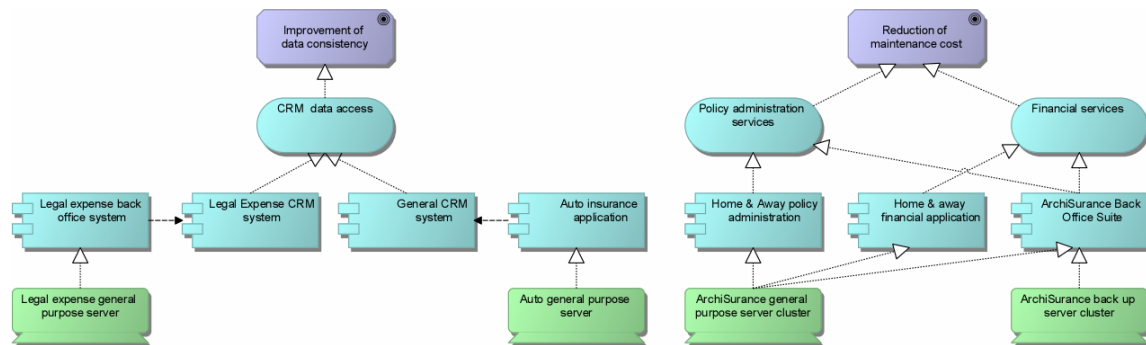 Improvement of
data consistency
Reduction of
maintenance cost
CRM data access
Policy administration
services
Financial services
Legal expense back
office system
Legal Expense CRM
system
General CRM
system
Auto insurance
application
Home & Away policy
administration
Home & away
financial application
ArchiSurance Back
Office Suite
Legal expense general
purpose server
Auto general purpose
server
ArchiSurance general
purpose server cluster
ArchiSurance back up
server cluster